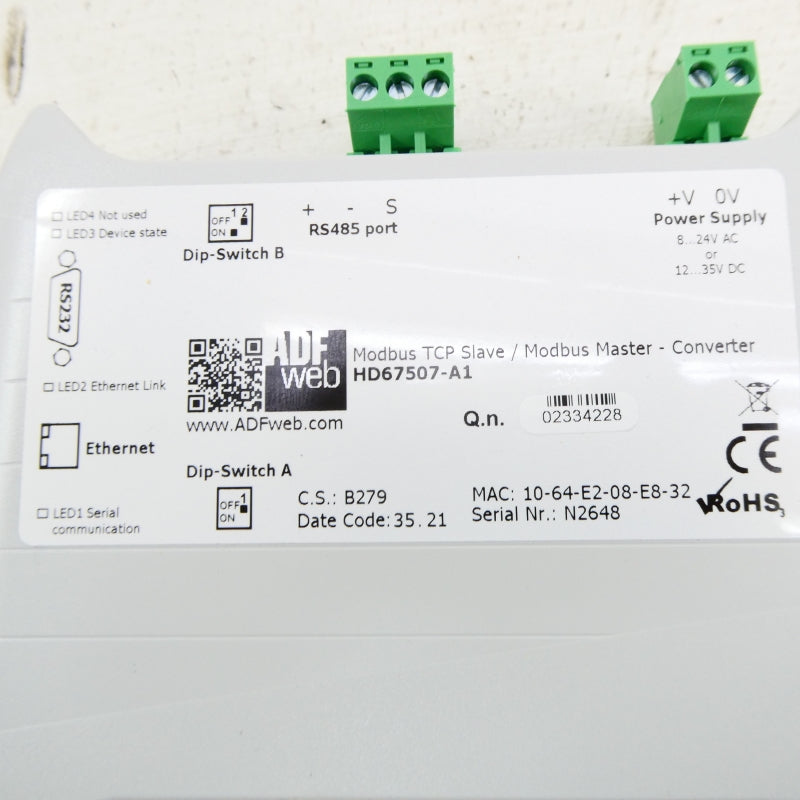 LED4 Not used
LED3 Device state
OFF 1 2
ON
Dip-Switch B
+ - S
RS485 port
+V 0V
Power Supply
8...24V AC
or
12...35V DC
RS232
ADF
web
Modbus TCP Slave / Modbus Master - Converter
HD67507-A1
LED2 Ethernet Link
www.ADFweb.com
Q.n.
02334228
Ethernet
CE
Dip-Switch A
OFF 1
ON
LED1 Serial
communication
C.S.: B279
Date Code: 35.21
MAC: 10-64-E2-08-E8-32
Serial Nr.: N2648
RoHS3